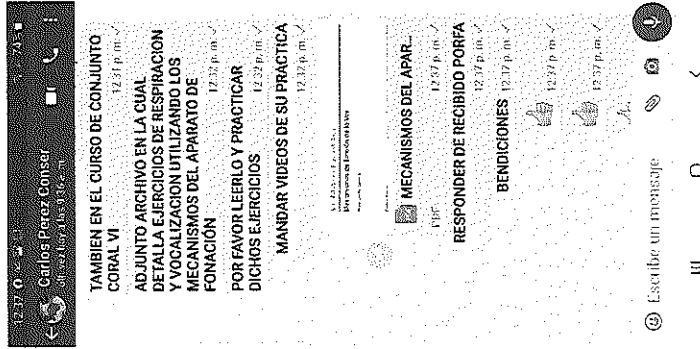 12:37
Carlos Perez Conser
TAMBIEN EN EL CURSO DE CONJUNTO
CORAL VI
12:31 p. m.
ADJUNTO ARCHIVO EN LA CUAL
DETALLA EJERCICIOS DE RESPIRACION
Y VOCALIZACION UTILIZANDO LOS
MECANISMOS DEL APARATO DE
FONACIÓN
12:32 p. m.
POR FAVOR LEERLO Y PRACTICAR
DICHOS EJERCICIOS
12:32 p. m.
MANDAR VIDEOS DE SU PRACTICA
12:32 p. m.
MECANISMOS DEL APAR...
PDF
12:37 p. m.
RESPONDER DE RECIBIDO PORFA
12:37 p. m.
BENDICIONES
12:37 p. m.
12:37 p. m.
12:37 p. m.
Escribe un mensaje